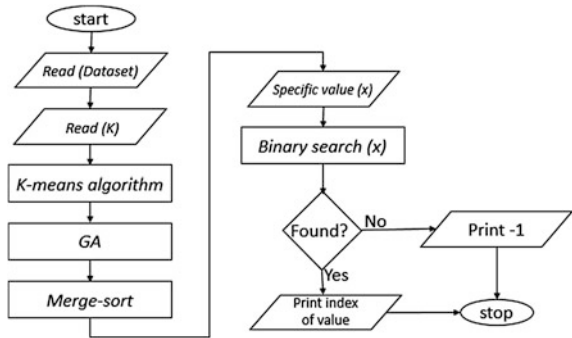 start
Read (Dataset)
Read (K)
K-means algorithm
GA
Merge-sort
Specific value (x)
Binary search (x)
Found?
No
Print -1
Yes
Print index
of value
stop